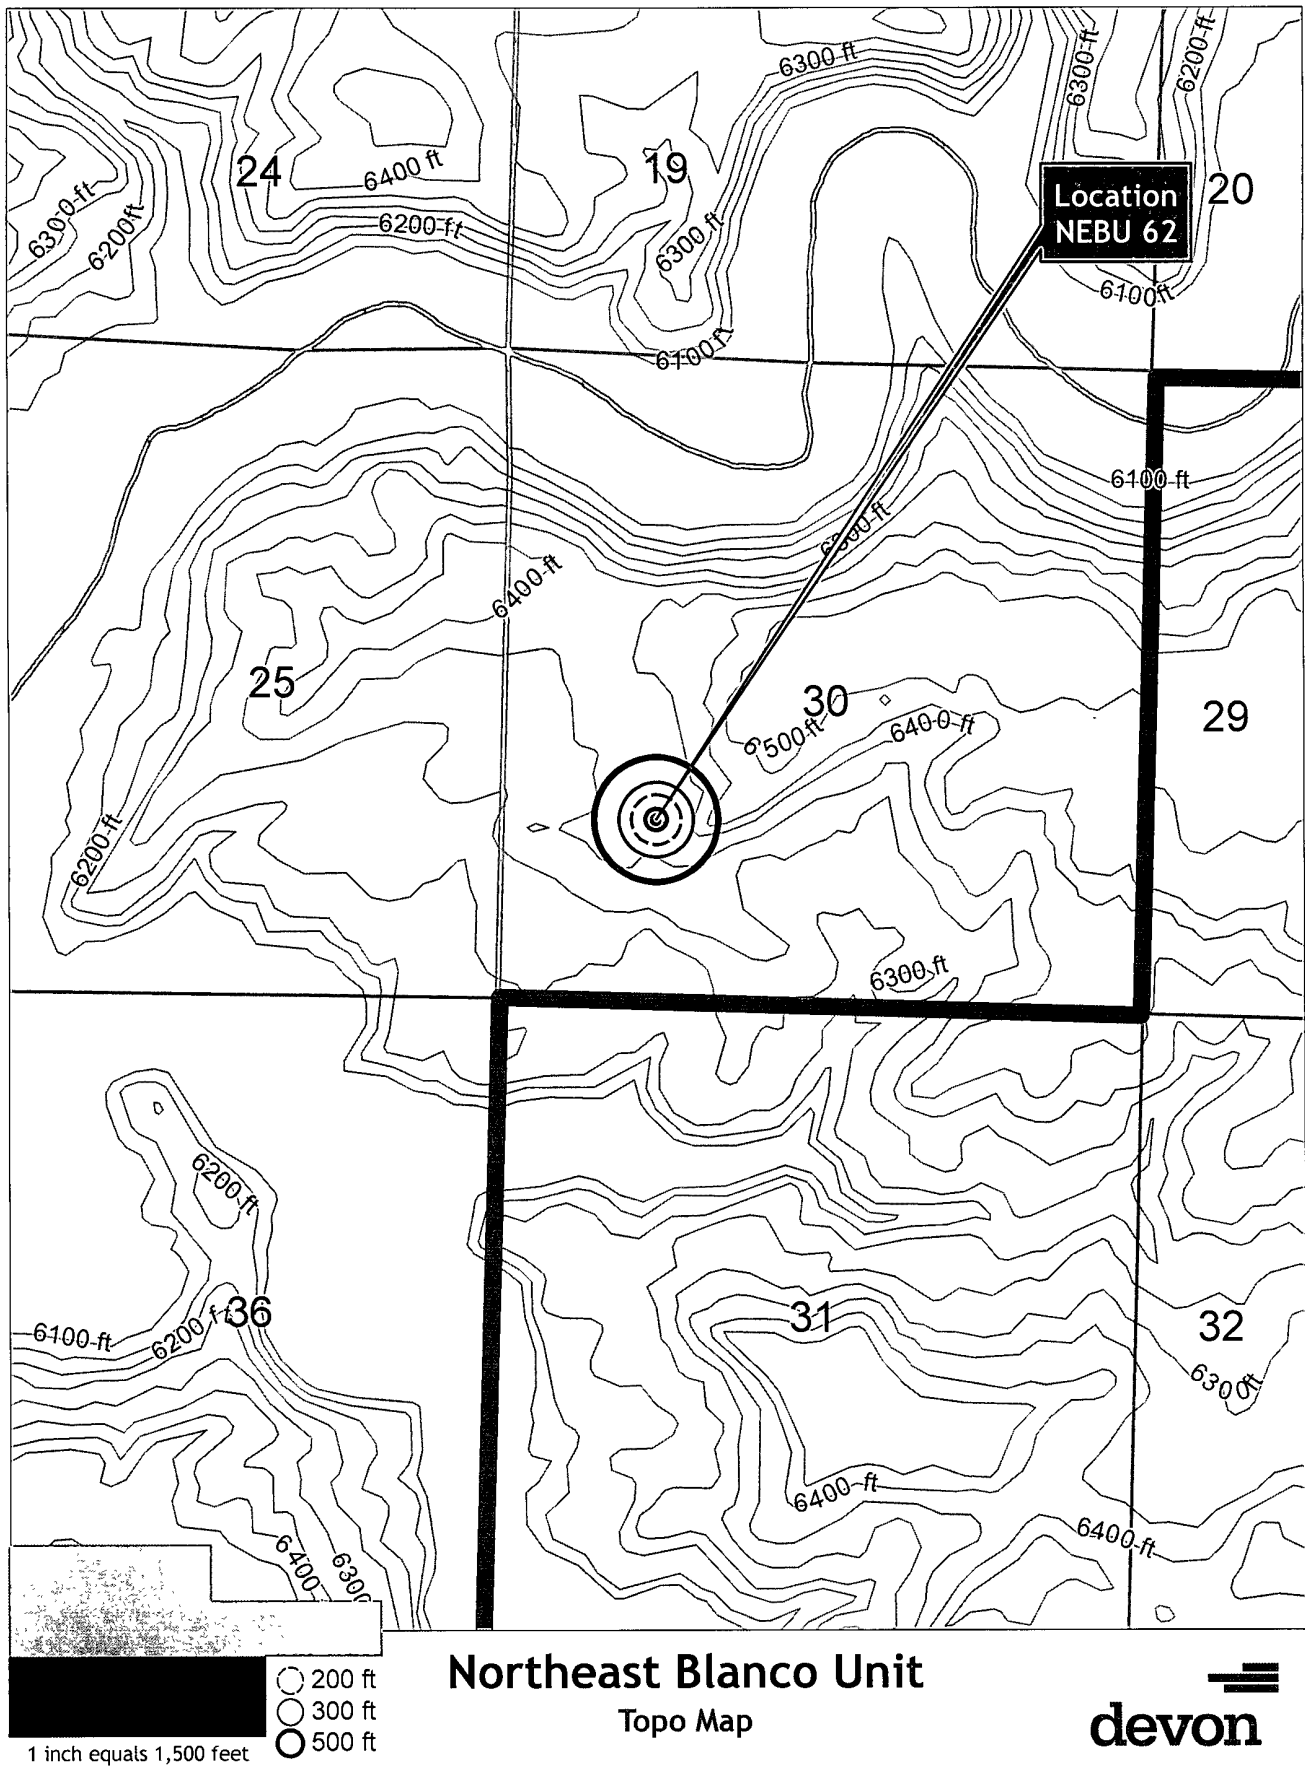 6300 ft
6300 ft
6200 ft
24
19
6400 ft
Location
NEBU 62
20
6300 ft
6200 ft
6200 ft
6300 ft
6100 ft
6100 ft
6100 ft
6300 ft
6400 ft
25
30
29
6500 ft
6400 ft
6200 ft
6300 ft
6200 ft
36
31
32
6100 ft
6200 ft
6300 ft
6400 ft
6400 ft
6400
6300
200 ft
300 ft
500 ft
1 inch equals 1,500 feet
Northeast Blanco Unit
Topo Map
devon